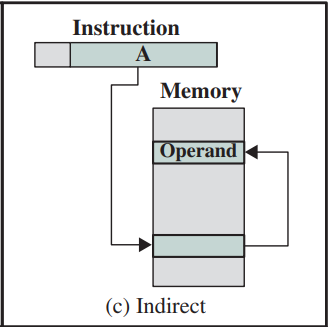 Instruction
A
Memory
Operand
(c) Indirect